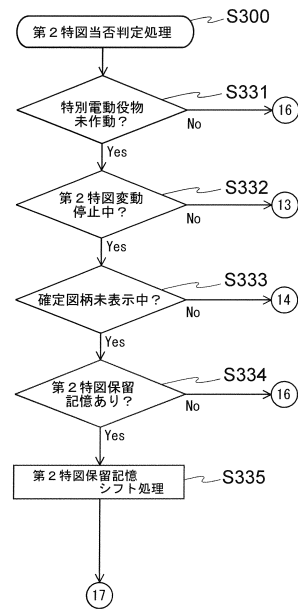 第２特図当否判定処理
S300
特別電動役物
未作動？
S331
No
16
Yes
第２特図変動
停止中？
S332
No
13
Yes
確定図柄未表示中？
S333
No
14
Yes
第２特図保留
記憶あり？
S334
No
16
Yes
第２特図保留記憶
シフト処理
S335
17